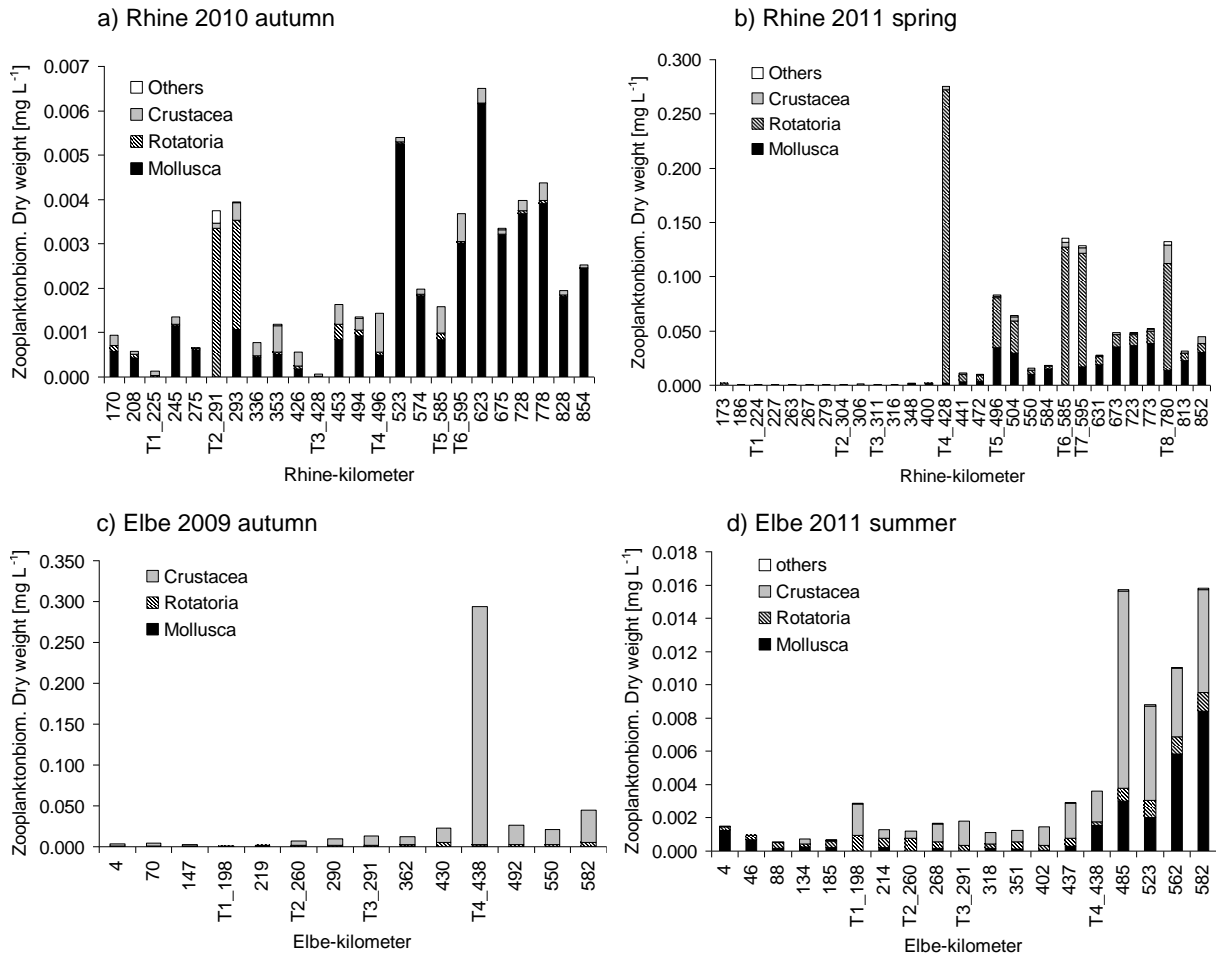 a) Rhine 2010 autumn
Zooplanktonbiom. Dry weight [mg L-1]
0.007
0.006
0.005
0.004
0.003
0.002
0.001
0.000
Others
Crustacea
Rotatoria
Mollusca
170
208
T1_225
245
275
T2_291
293
336
353
426
T3_428
453
494
T4_496
523
574
T5_585
T6_595
623
675
728
778
828
854
Rhine-kilometer
b) Rhine 2011 spring
Zooplanktonbiom. Dry weight [mg L-1]
0.300
0.250
0.200
0.150
0.100
0.050
0.000
Others
Crustacea
Rotatoria
Mollusca
173
186
T1_224
227
263
267
279
T2_304
306
T3_311
316
348
400
T4_428
441
472
T5_496
504
550
584
T6_585
T7_595
631
673
723
773
T8_780
813
852
Rhine-kilometer
c) Elbe 2009 autumn
Zooplanktonbiom. Dry weight [mg L-1]
0.350
0.300
0.250
0.200
0.150
0.100
0.050
0.000
Crustacea
Rotatoria
Mollusca
4
70
147
T1_198
219
T2_260
290
T3_291
362
430
T4_438
492
550
582
Elbe-kilometer
d) Elbe 2011 summer
Zooplanktonbiom. Dry weight [mg L-1]
0.018
0.016
0.014
0.012
0.010
0.008
0.006
0.004
0.002
0.000
others
Crustacea
Rotatoria
Mollusca
4
46
88
134
185
T1_198
214
T2_260
268
T3_291
318
351
402
437
T4_438
485
523
562
582
Elbe-kilometer